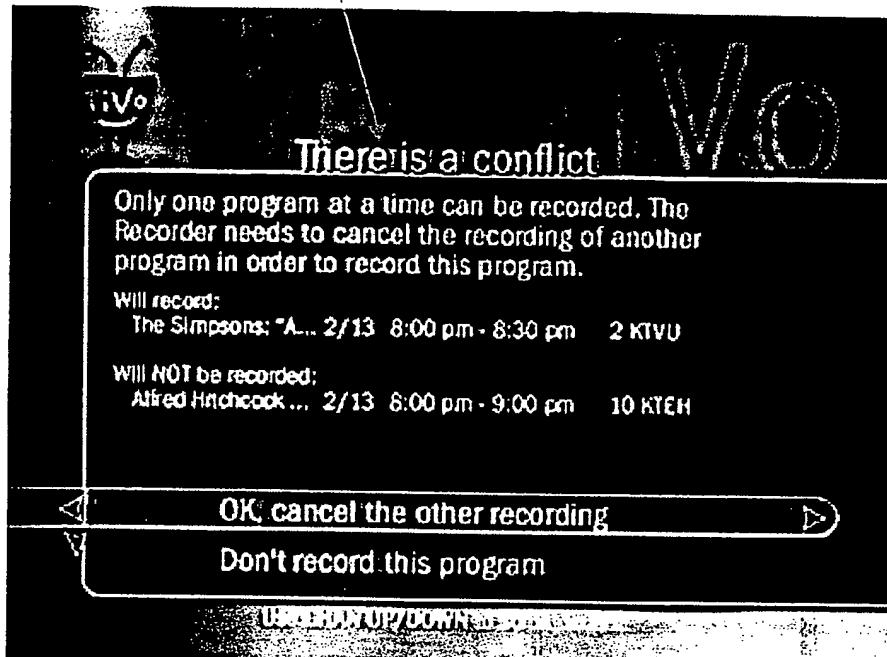 TiVo
TiVo
There is a conflict
Only one program at a time can be recorded. The
Recorder needs to cancel the recording of another
program in order to record this program.
Will record:
The Simpsons: "A... 2/13 8:00 pm - 8:30 pm 2 KTVU
Will NOT be recorded:
Alfred Hitchcock ... 2/13 8:00 pm - 9:00 pm 10 KTEH
OK, cancel the other recording
Don't record this program
UP/DOWN